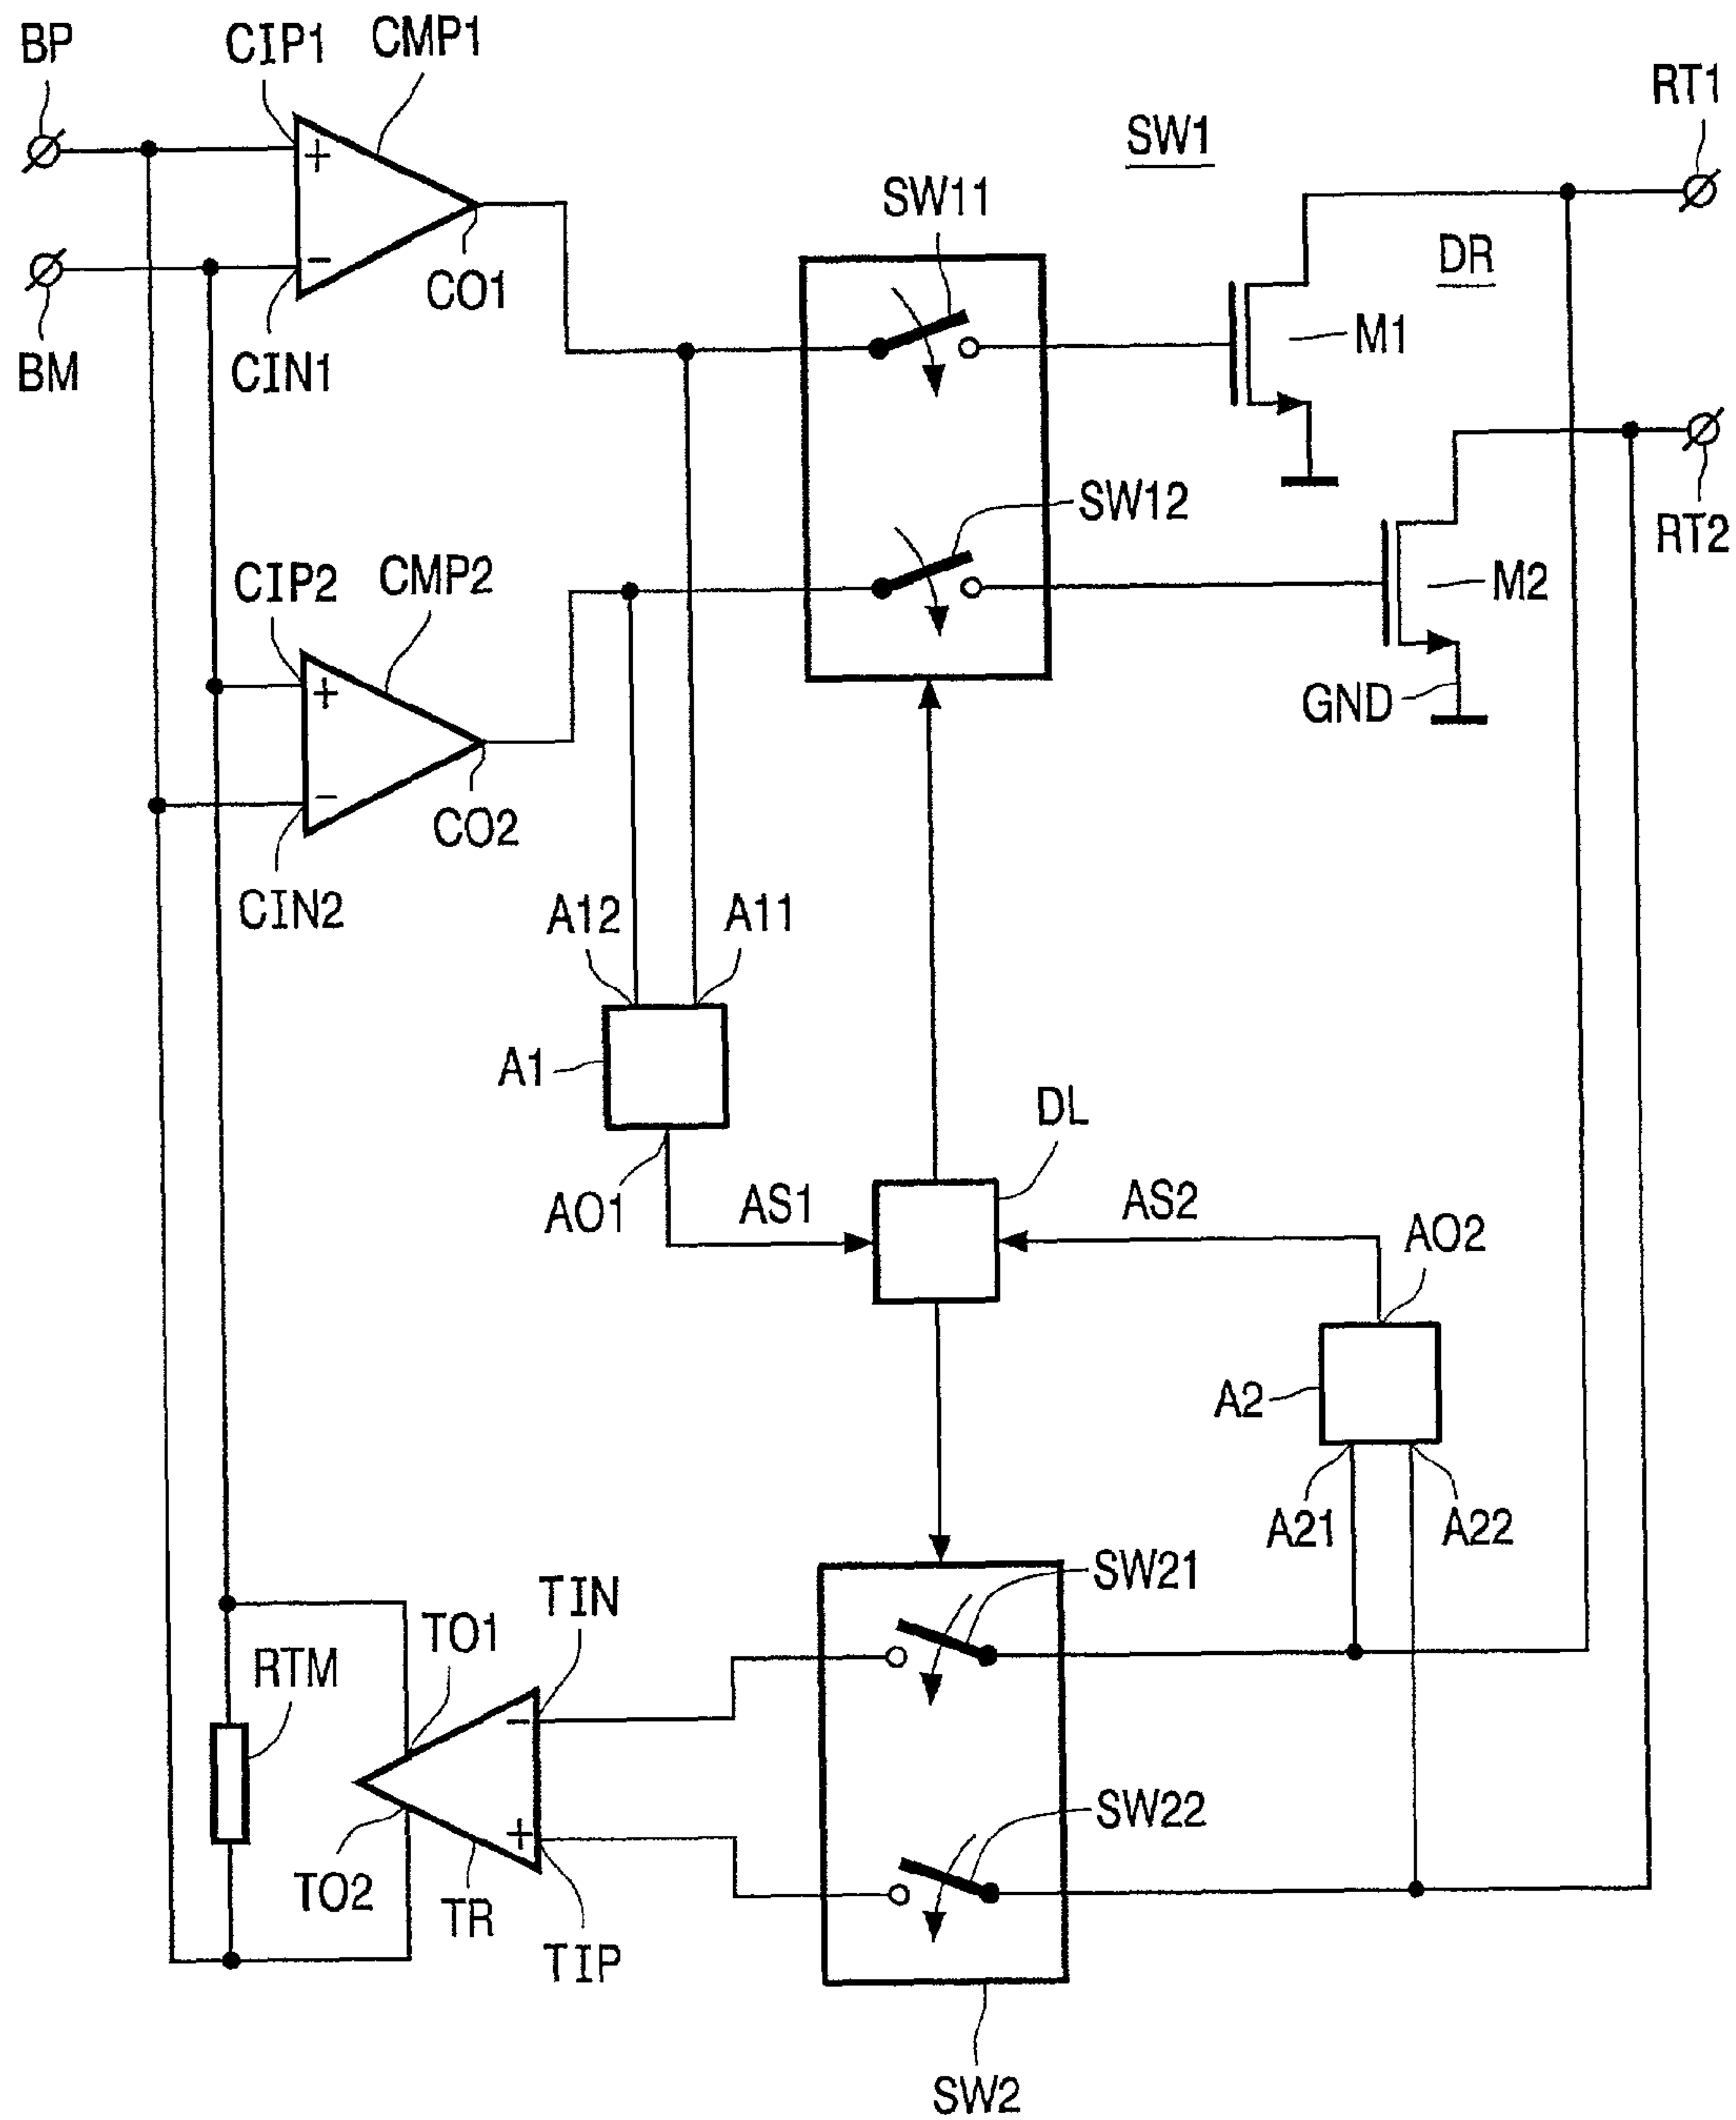 BP
CIP1
CMP1
RT1
SW1
SW11
DR
+
-
CO1
M1
BM
CIN1
SW12
RT2
CIP2
CMP2
M2
+
GND
-
CO2
CIN2
A12
A11
A1
DL
AO1
AS1
AS2
AO2
A2
A21
A22
SW21
TIN
TO1
RTM
-
SW22
+
TO2
TR
TIP
SW2